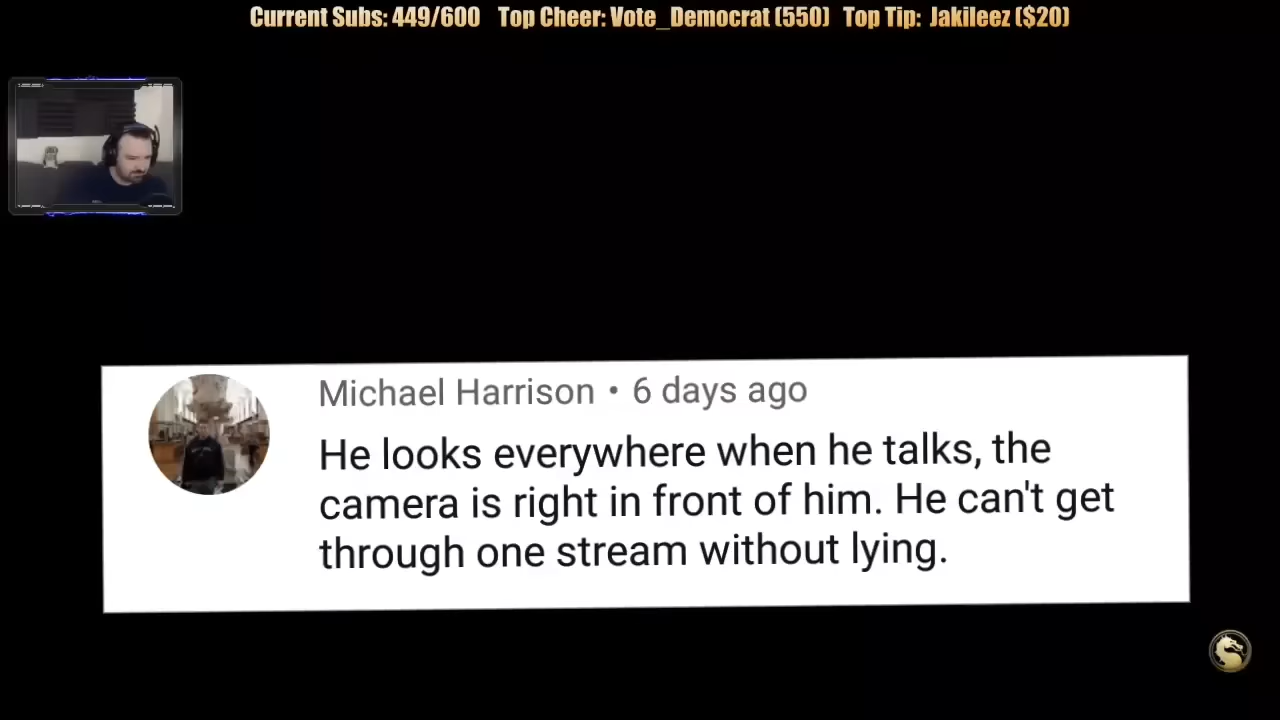 Current Subs: 449/600 Top Cheer: Vote_Democrat (550) Top Tip: Jakileez ($20)
Michael Harrison • 6 days ago
He looks everywhere when he talks, the
camera is right in front of him. He can't get
through one stream without lying.